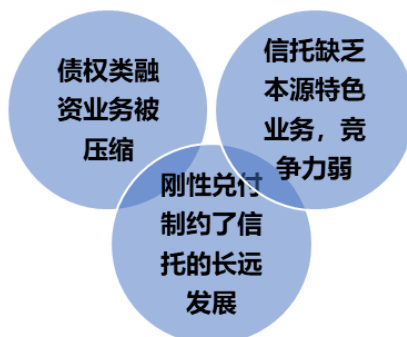 债权类融
资业务被
压缩
信托缺乏
本源特色
业务，竞
争力弱
刚性兑付
制约了信
托的长远
发展